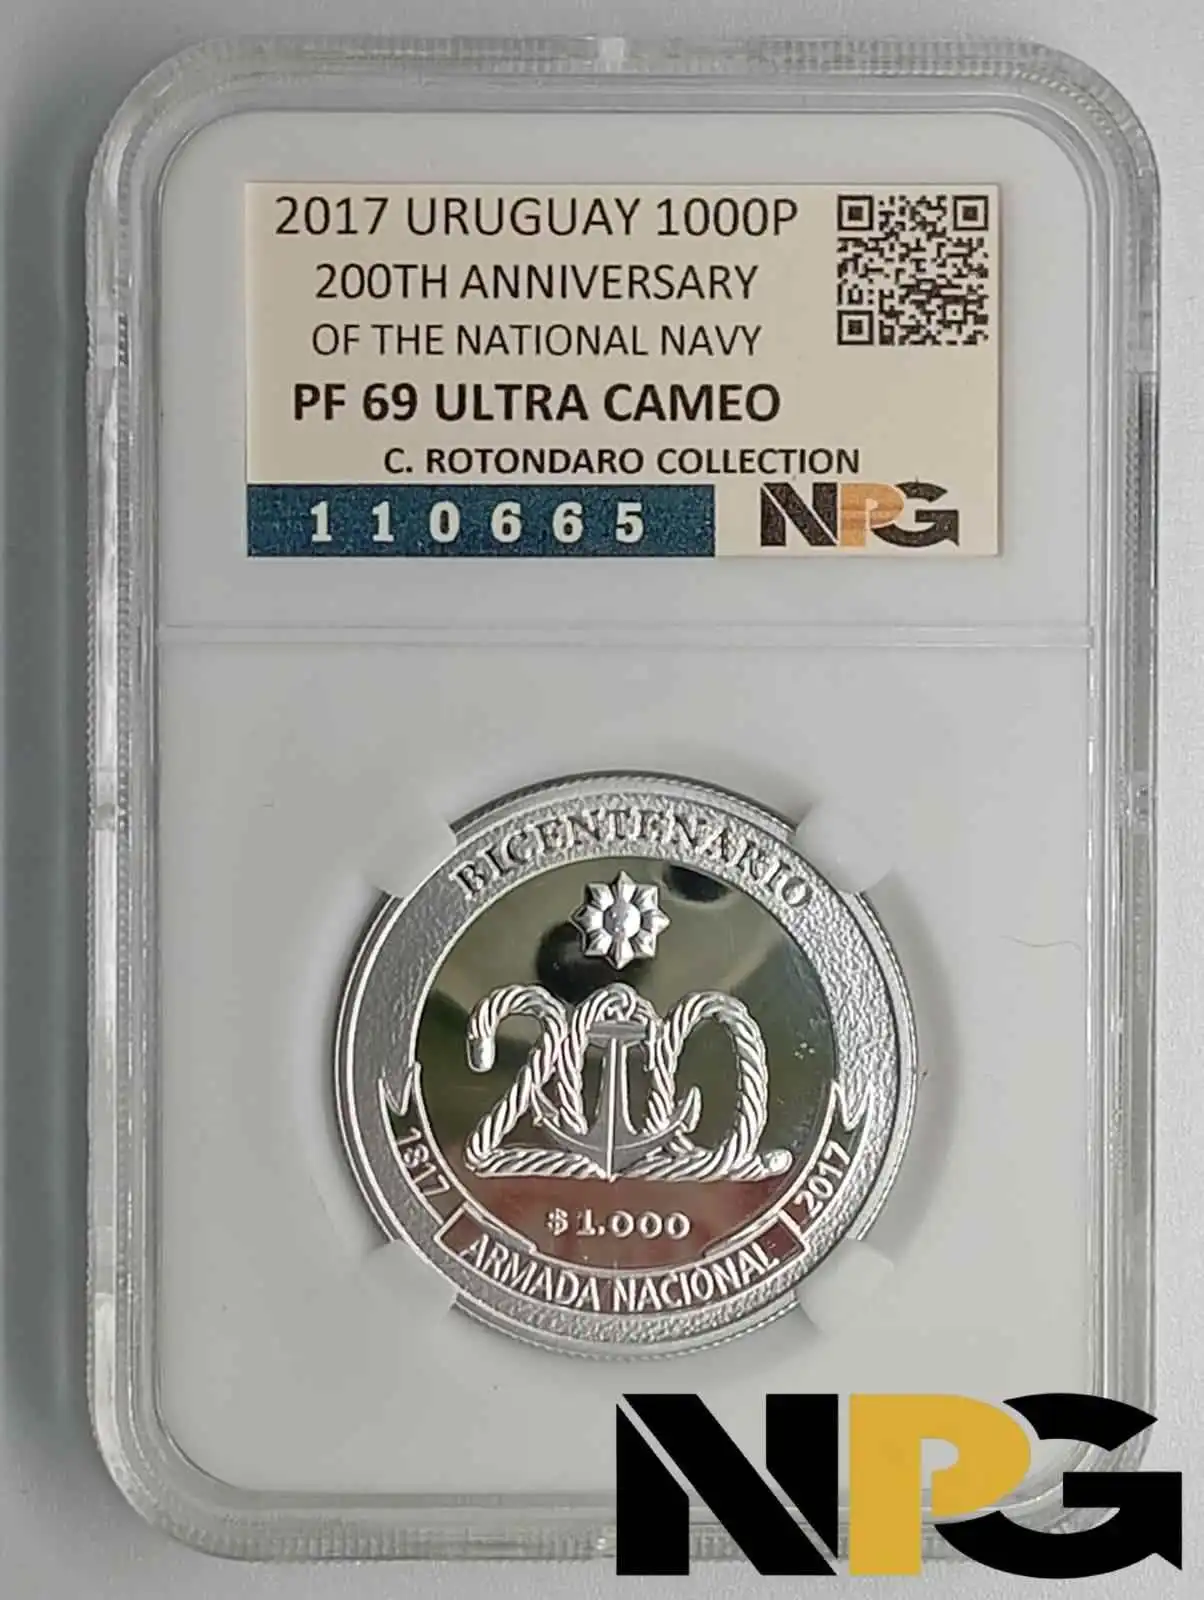 2017 URUGUAY 1000P
200TH ANNIVERSARY
OF THE NATIONAL NAVY
PF 69 ULTRA CAMEO
C. ROTONDARO COLLECTION
110665
NPG
BICENTENARIO
200
$1.000
1817
ARMADA NACIONAL
2017
NPG